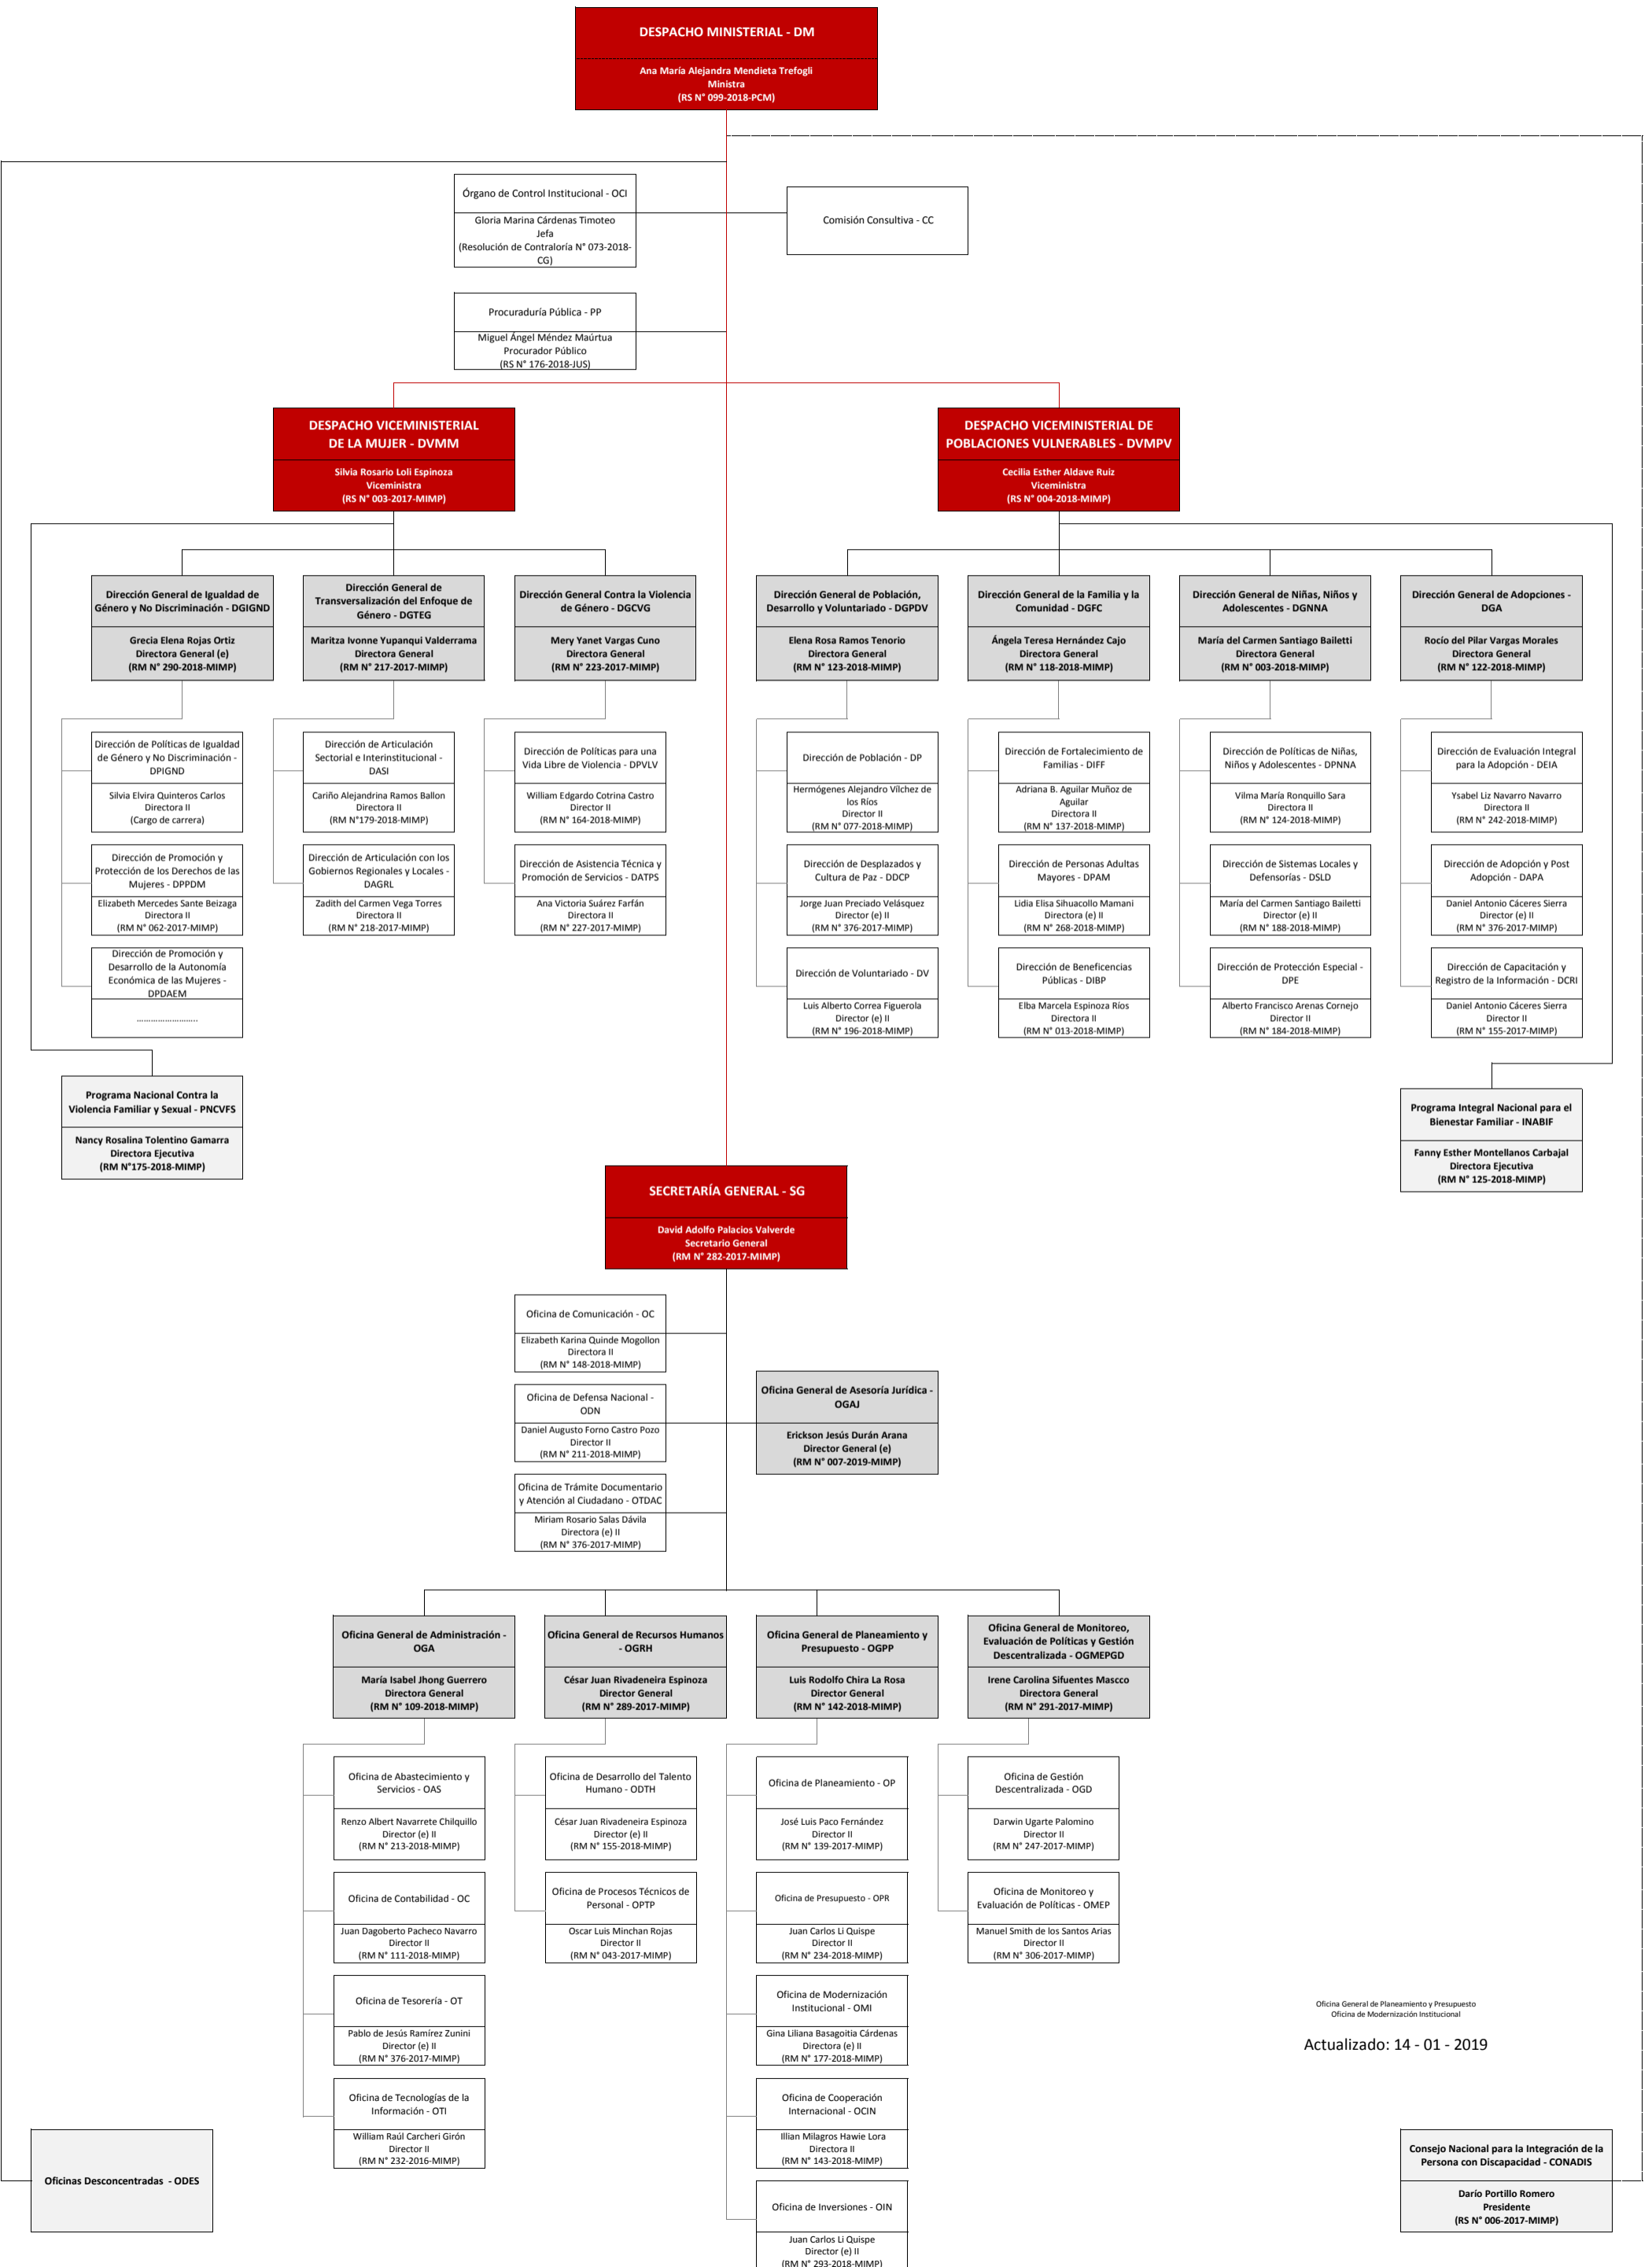 DESPACHO MINISTERIAL - DM
Ana María Alejandra Mendieta Trefogli
Ministra
(RS N° 099-2018-PCM)
Órgano de Control Institucional - OCI
Gloria Marina Cárdenas Timoteo
Jefa
(Resolución de Contraloría N° 073-2018-
CG)
Comisión Consultiva - CC
Procuraduría Pública - PP
Miguel Ángel Méndez Maúrtua
Procurador Público
(RS N° 176-2018-JUS)
DESPACHO VICEMINISTERIAL
DE LA MUJER - DVMM
Silvia Rosario Loli Espinoza
Viceministra
(RS N° 003-2017-MIMP)
DESPACHO VICEMINISTERIAL DE
POBLACIONES VULNERABLES - DVMPV
Cecilia Esther Aldave Ruiz
Viceministra
(RS N° 004-2018-MIMP)
Dirección General de Igualdad de
Género y No Discriminación - DGIGND
Grecia Elena Rojas Ortiz
Directora General (e)
(RM N° 290-2018-MIMP)
Dirección General de
Transversalización del Enfoque de
Género - DGTEG
Maritza Ivonne Yupanqui Valderrama
Directora General
(RM N° 217-2017-MIMP)
Dirección General Contra la Violencia
de Género - DGCVG
Mery Yanet Vargas Cuno
Directora General
(RM N° 223-2017-MIMP)
Dirección General de Población,
Desarrollo y Voluntariado - DGPDV
Elena Rosa Ramos Tenorio
Directora General
(RM N° 123-2018-MIMP)
Dirección General de la Familia y la
Comunidad - DGFC
Ángela Teresa Hernández Cajo
Directora General
(RM N° 118-2018-MIMP)
Dirección General de Niñas, Niños y
Adolescentes - DGNNA
María del Carmen Santiago Bailetti
Directora General
(RM N° 003-2018-MIMP)
Dirección General de Adopciones -
DGA
Rocío del Pilar Vargas Morales
Directora General
(RM N° 122-2018-MIMP)
Dirección de Políticas de Igualdad
de Género y No Discriminación -
DPIGND
Silvia Elvira Quinteros Carlos
Directora II
(Cargo de carrera)
Dirección de Articulación
Sectorial e Interinstitucional -
DASI
Cariño Alejandrina Ramos Ballon
Directora II
(RM N°179-2018-MIMP)
Dirección de Políticas para una
Vida Libre de Violencia - DPVLV
William Edgardo Cotrina Castro
Director II
(RM N° 164-2018-MIMP)
Dirección de Población - DP
Hermógenes Alejandro Vílchez de
los Ríos
Director II
(RM N° 077-2018-MIMP)
Dirección de Fortalecimiento de
Familias - DIFF
Adriana B. Aguilar Muñoz de
Aguilar
Directora II
(RM N° 137-2018-MIMP)
Dirección de Políticas de Niñas,
Niños y Adolescentes - DPNNA
Vilma María Ronquillo Sara
Directora II
(RM N° 124-2018-MIMP)
Dirección de Evaluación Integral
para la Adopción - DEIA
Ysabel Liz Navarro Navarro
Directora II
(RM N° 242-2018-MIMP)
Dirección de Promoción y
Protección de los Derechos de las
Mujeres - DPPDM
Elizabeth Mercedes Sante Beizaga
Directora II
(RM N° 062-2017-MIMP)
Dirección de Articulación con los
Gobiernos Regionales y Locales -
DAGRL
Zadith del Carmen Vega Torres
Directora II
(RM N° 218-2017-MIMP)
Dirección de Asistencia Técnica y
Promoción de Servicios - DATPS
Ana Victoria Suárez Farfán
Directora II
(RM N° 227-2017-MIMP)
Dirección de Desplazados y
Cultura de Paz - DDCP
Jorge Juan Preciado Velásquez
Director (e) II
(RM N° 376-2017-MIMP)
Dirección de Personas Adultas
Mayores - DPAM
Lidia Elisa Sihuacollo Mamani
Directora (e) II
(RM N° 268-2018-MIMP)
Dirección de Sistemas Locales y
Defensorías - DSLD
María del Carmen Santiago Bailetti
Director (e) II
(RM N° 188-2018-MIMP)
Dirección de Adopción y Post
Adopción - DAPA
Daniel Antonio Cáceres Sierra
Director (e) II
(RM N° 376-2017-MIMP)
Dirección de Promoción y
Desarrollo de la Autonomía
Económica de las Mujeres -
DPDAEM
........................
Dirección de Voluntariado - DV
Luis Alberto Correa Figuerola
Director (e) II
(RM N° 196-2018-MIMP)
Dirección de Beneficencias
Públicas - DIBP
Elba Marcela Espinoza Ríos
Directora II
(RM N° 013-2018-MIMP)
Dirección de Protección Especial -
DPE
Alberto Francisco Arenas Cornejo
Director II
(RM N° 184-2018-MIMP)
Dirección de Capacitación y
Registro de la Información - DCRI
Daniel Antonio Cáceres Sierra
Director II
(RM N° 155-2017-MIMP)
Programa Nacional Contra la
Violencia Familiar y Sexual - PNCVFS
Nancy Rosalina Tolentino Gamarra
Directora Ejecutiva
(RM N°175-2018-MIMP)
Programa Integral Nacional para el
Bienestar Familiar - INABIF
Fanny Esther Montellanos Carbajal
Directora Ejecutiva
(RM N° 125-2018-MIMP)
SECRETARÍA GENERAL - SG
David Adolfo Palacios Valverde
Secretario General
(RM N° 282-2017-MIMP)
Oficina de Comunicación - OC
Elizabeth Karina Quinde Mogollon
Directora II
(RM N° 148-2018-MIMP)
Oficina de Defensa Nacional -
ODN
Daniel Augusto Forno Castro Pozo
Director II
(RM N° 211-2018-MIMP)
Oficina General de Asesoría Jurídica -
OGAJ
Erickson Jesús Durán Arana
Director General (e)
(RM N° 007-2019-MIMP)
Oficina de Trámite Documentario
y Atención al Ciudadano - OTDAC
Miriam Rosario Salas Dávila
Directora (e) II
(RM N° 376-2017-MIMP)
Oficina General de Administración -
OGA
María Isabel Jhong Guerrero
Directora General
(RM N° 109-2018-MIMP)
Oficina General de Recursos Humanos
- OGRH
César Juan Rivadeneira Espinoza
Director General
(RM N° 289-2017-MIMP)
Oficina General de Planeamiento y
Presupuesto - OGPP
Luis Rodolfo Chira La Rosa
Director General
(RM N° 142-2018-MIMP)
Oficina General de Monitoreo,
Evaluación de Políticas y Gestión
Descentralizada - OGMEPGD
Irene Carolina Sifuentes Mascco
Directora General
(RM N° 291-2017-MIMP)
Oficina de Abastecimiento y
Servicios - OAS
Renzo Albert Navarrete Chilquillo
Director (e) II
(RM N° 213-2018-MIMP)
Oficina de Desarrollo del Talento
Humano - ODTH
César Juan Rivadeneira Espinoza
Director (e) II
(RM N° 155-2018-MIMP)
Oficina de Planeamiento - OP
José Luis Paco Fernández
Director II
(RM N° 139-2017-MIMP)
Oficina de Gestión
Descentralizada - OGD
Darwin Ugarte Palomino
Director II
(RM N° 247-2017-MIMP)
Oficina de Contabilidad - OC
Juan Dagoberto Pacheco Navarro
Director II
(RM N° 111-2018-MIMP)
Oficina de Procesos Técnicos de
Personal - OPTP
Oscar Luis Minchan Rojas
Director II
(RM N° 043-2017-MIMP)
Oficina de Presupuesto - OPR
Juan Carlos Li Quispe
Director II
(RM N° 234-2018-MIMP)
Oficina de Monitoreo y
Evaluación de Políticas - OMEP
Manuel Smith de los Santos Arias
Director II
(RM N° 306-2017-MIMP)
Oficina de Tesorería - OT
Pablo de Jesús Ramírez Zunini
Director (e) II
(RM N° 376-2017-MIMP)
Oficina de Modernización
Institucional - OMI
Gina Liliana Basagoitia Cárdenas
Directora (e) II
(RM N° 177-2018-MIMP)
Oficina General de Planeamiento y Presupuesto
Oficina de Modernización Institucional
Actualizado: 14 - 01 - 2019
Oficina de Tecnologías de la
Información - OTI
William Raúl Carcheri Girón
Director II
(RM N° 232-2016-MIMP)
Oficina de Cooperación
Internacional - OCIN
Illian Milagros Hawie Lora
Directora II
(RM N° 143-2018-MIMP)
Oficinas Desconcentradas - ODES
Consejo Nacional para la Integración de la
Persona con Discapacidad - CONADIS
Darío Portillo Romero
Presidente
(RS N° 006-2017-MIMP)
Oficina de Inversiones - OIN
Juan Carlos Li Quispe
Director (e) II
(RM N° 293-2018-MIMP)